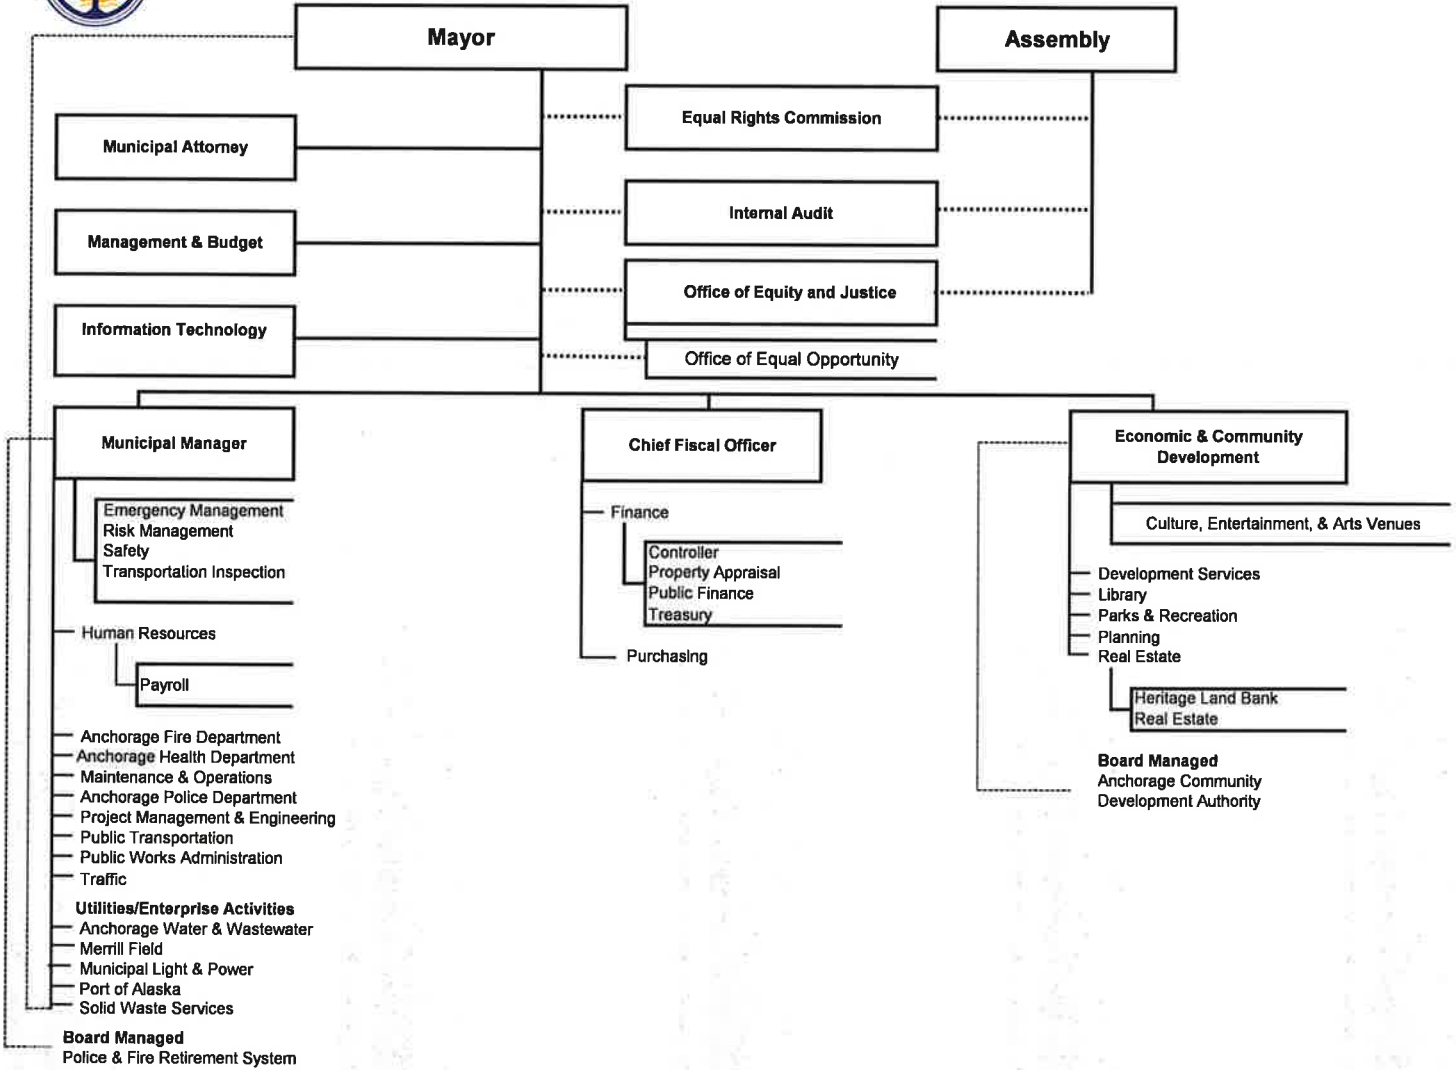 Mayor
Assembly
Equal Rights Commission
Municipal Attorney
Internal Audit
Management & Budget
Office of Equity and Justice
Information Technology
Office of Equal Opportunity
Municipal Manager
Emergency Management
Risk Management
Safety
Transportation Inspection
Human Resources
Payroll
Anchorage Fire Department
Anchorage Health Department
Maintenance & Operations
Anchorage Police Department
Project Management & Engineering
Public Transportation
Public Works Administration
Traffic
Utilities/Enterprise Activities
Anchorage Water & Wastewater
Merrill Field
Municipal Light & Power
Port of Alaska
Solid Waste Services
Board Managed
Police & Fire Retirement System
Chief Fiscal Officer
Finance
Controller
Property Appraisal
Public Finance
Treasury
Purchasing
Economic & Community
Development
Culture, Entertainment, & Arts Venues
Development Services
Library
Parks & Recreation
Planning
Real Estate
Heritage Land Bank
Real Estate
Board Managed
Anchorage Community
Development Authority